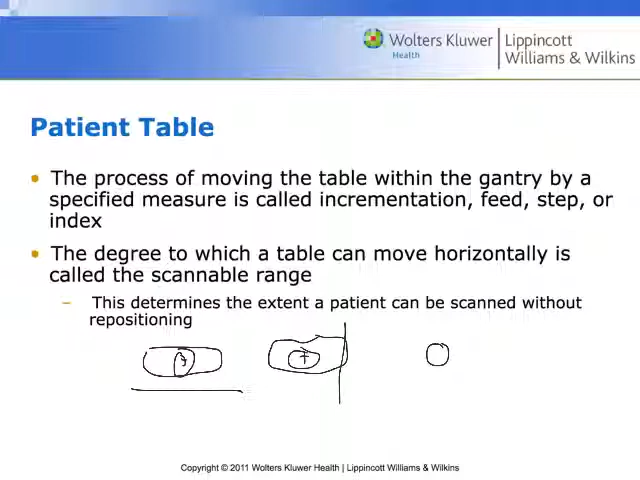 Wolters Kluwer
Health
Lippincott
Williams & Wilkins
Patient Table
• The process of moving the table within the gantry by a
specified measure is called incrementation, feed, step, or
index
• The degree to which a table can move horizontally is
called the scannable range
– This determines the extent a patient can be scanned without
repositioning
Copyright © 2011 Wolters Kluwer Health | Lippincott Williams & Wilkins